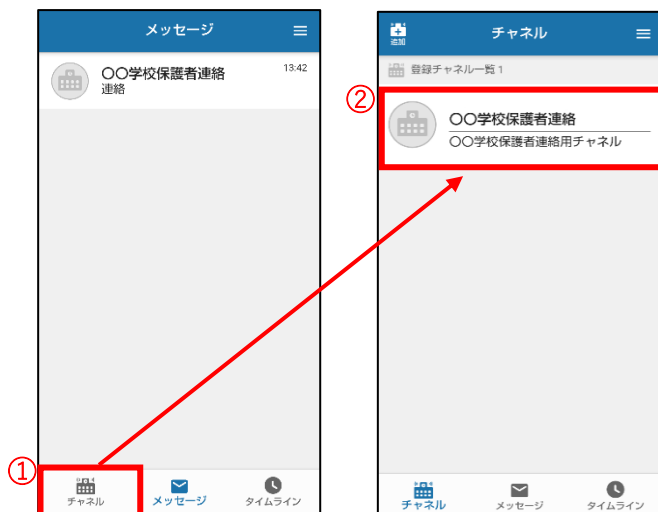 メッセージ
〇〇学校保護者連絡
13:42
連絡
①
チャネル
メッセージ
タイムライン
追加
チャネル
登録チャネル一覧 1
②
〇〇学校保護者連絡
〇〇学校保護者連絡用チャネル
チャネル
メッセージ
タイムライン